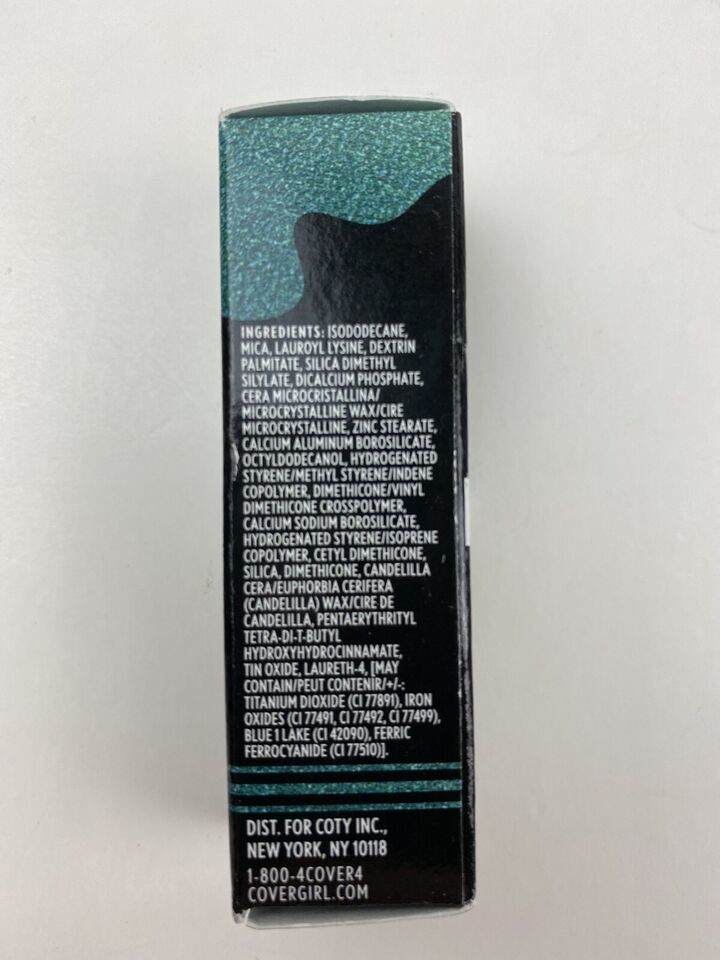 INGREDIENTS: ISODODECANE,
MICA, LAUROYL LYSINE, DEXTRIN
PALMITATE, SILICA DIMETHYL
SILYLATE, DICALCIUM PHOSPHATE,
CERA MICROCRISTALLINA/
MICROCRYSTALLINE WAX/CIRE
MICROCRYSTALLINE, ZINC STEARATE,
CALCIUM ALUMINUM BOROSILICATE,
OCTYLDODECANOL, HYDROGENATED
STYRENE/METHYL STYRENE/INDENE
COPOLYMER, DIMETHICONE/VINYL
DIMETHICONE CROSSPOLYMER,
CALCIUM SODIUM BOROSILICATE,
HYDROGENATED STYRENE/ISOPRENE
COPOLYMER, CETYL DIMETHICONE,
SILICA, DIMETHICONE, CANDELILLA
CERA/EUPHORBIA CERIFERA
(CANDELILLA) WAX/CIRE DE
CANDELILLA, PENTAERYTHRITYL
TETRA-DI-T-BUTYL
HYDROXYHYDROCINNAMATE,
TIN OXIDE, LAURETH-4, [MAY
CONTAIN/PEUT CONTENIR/+/-:
TITANIUM DIOXIDE (CI 77891), IRON
OXIDES (CI 77491, CI 77492, CI 77499),
BLUE 1 LAKE (CI 42090), FERRIC
FERROCYANIDE (CI 77510)].
DIST. FOR COTY INC.,
NEW YORK, NY 10118
1-800-4COVER4
COVERGIRL.COM